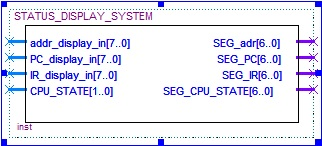 STATUS_DISPLAY_SYSTEM
addr_display_in[7..0] SEG_adr[6..0]
PC_display_in[7..0] SEG_PC[6..0]
IR_display_in[7..0] SEG_IR[6..0]
CPU_STATE[1..0] SEG_CPU_STATE[6..0]
inst